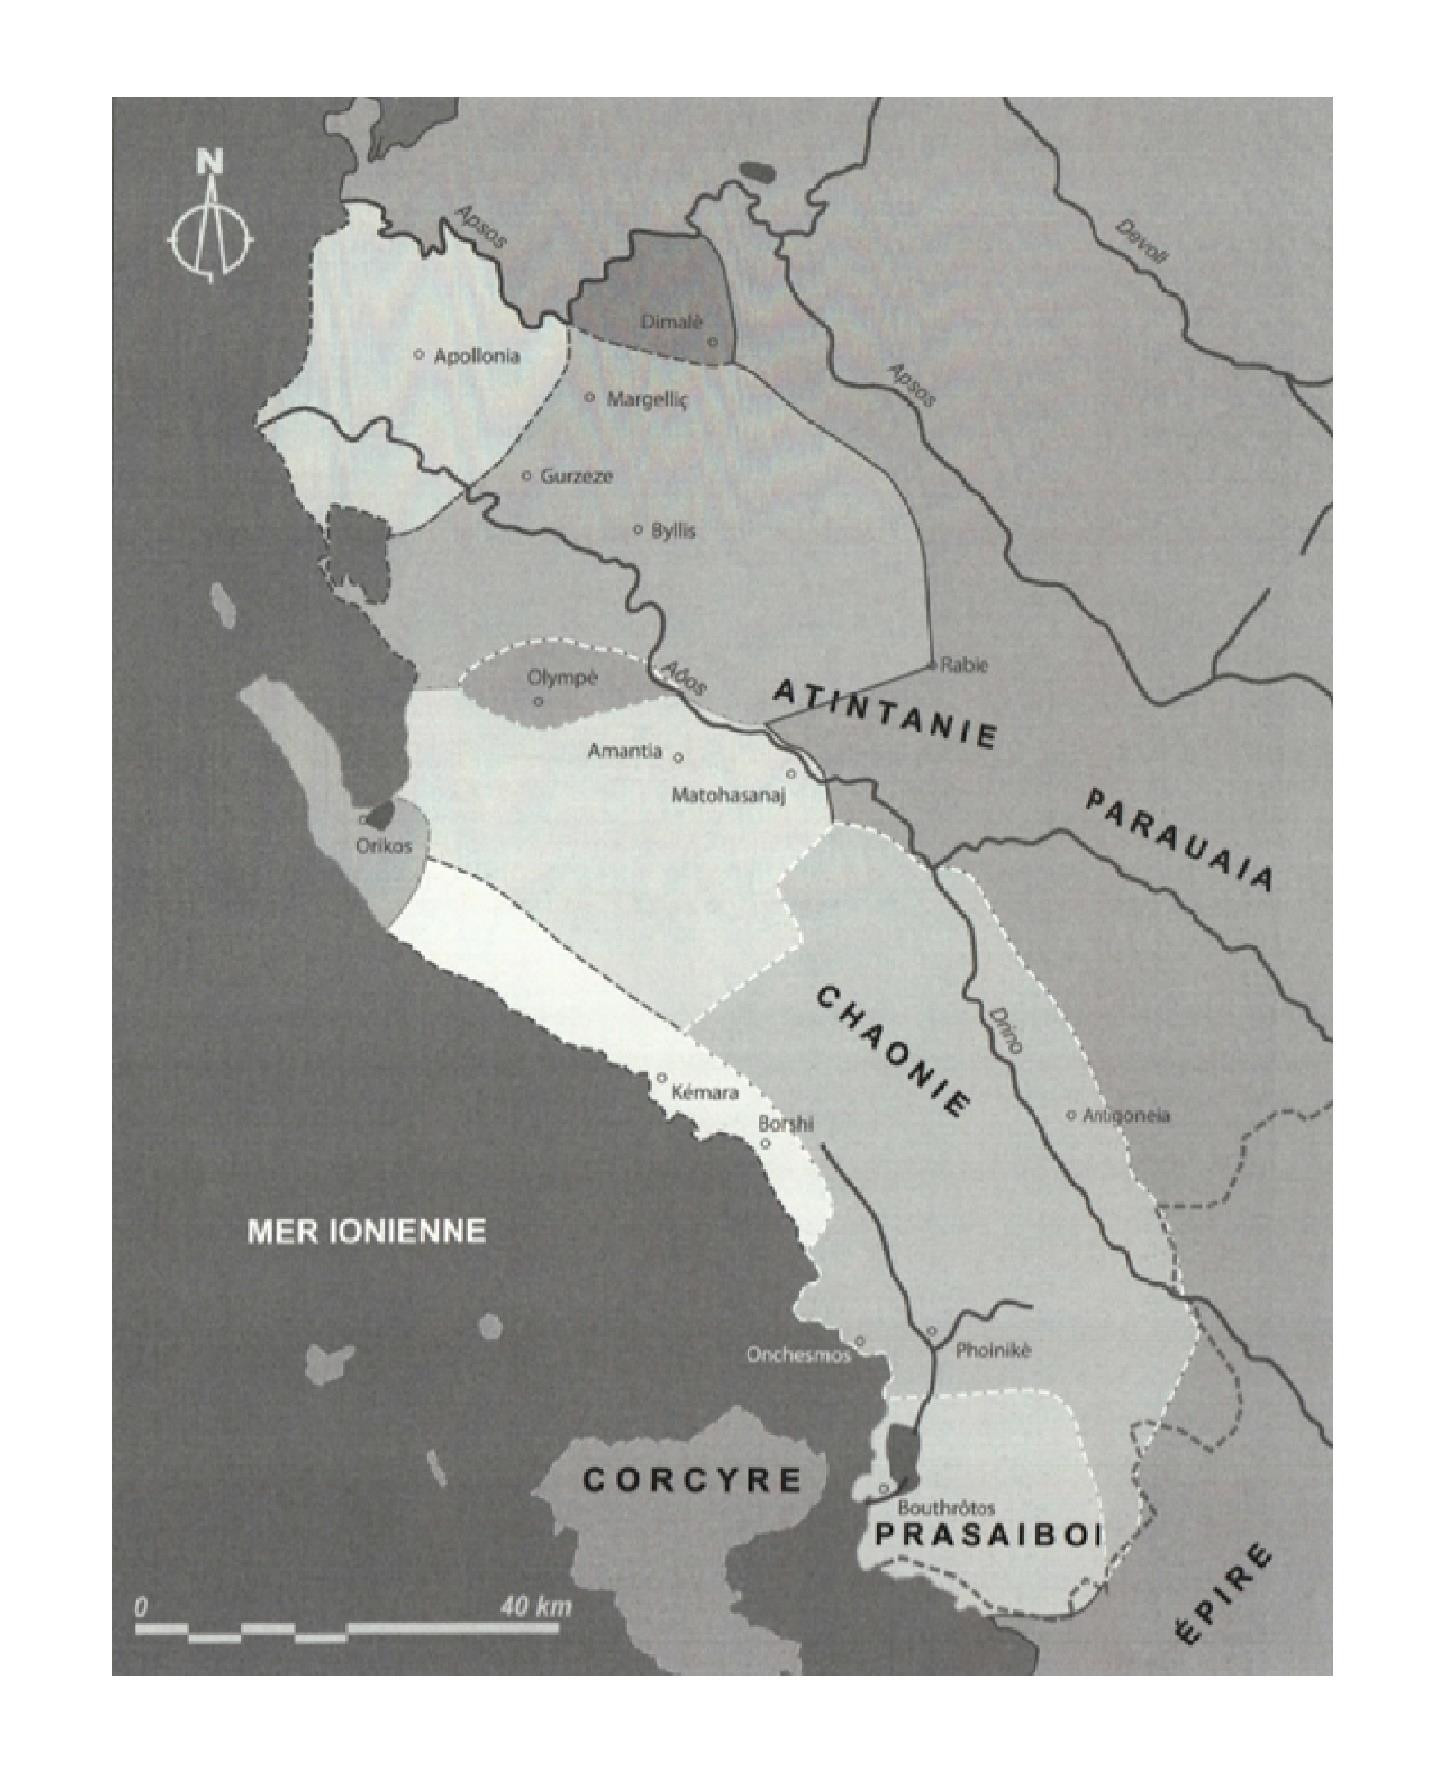 N
Apsos
Devoll
Dimalè
Apollonia
Apsos
Margelliç
Gurzeze
Byllis
Rabie
Olympè
Aôos
ATINTANIE
Amantia
Matohasanaj
PARAUAIA
Orikos
CHAONIE
Drino
Kémara
Antigoneia
Borshi
MER IONIENNE
Onchesmos
Phoinikè
CORCYRE
Bouthrôtos
PRASAIBOI
ÉPIRE
0 40 km